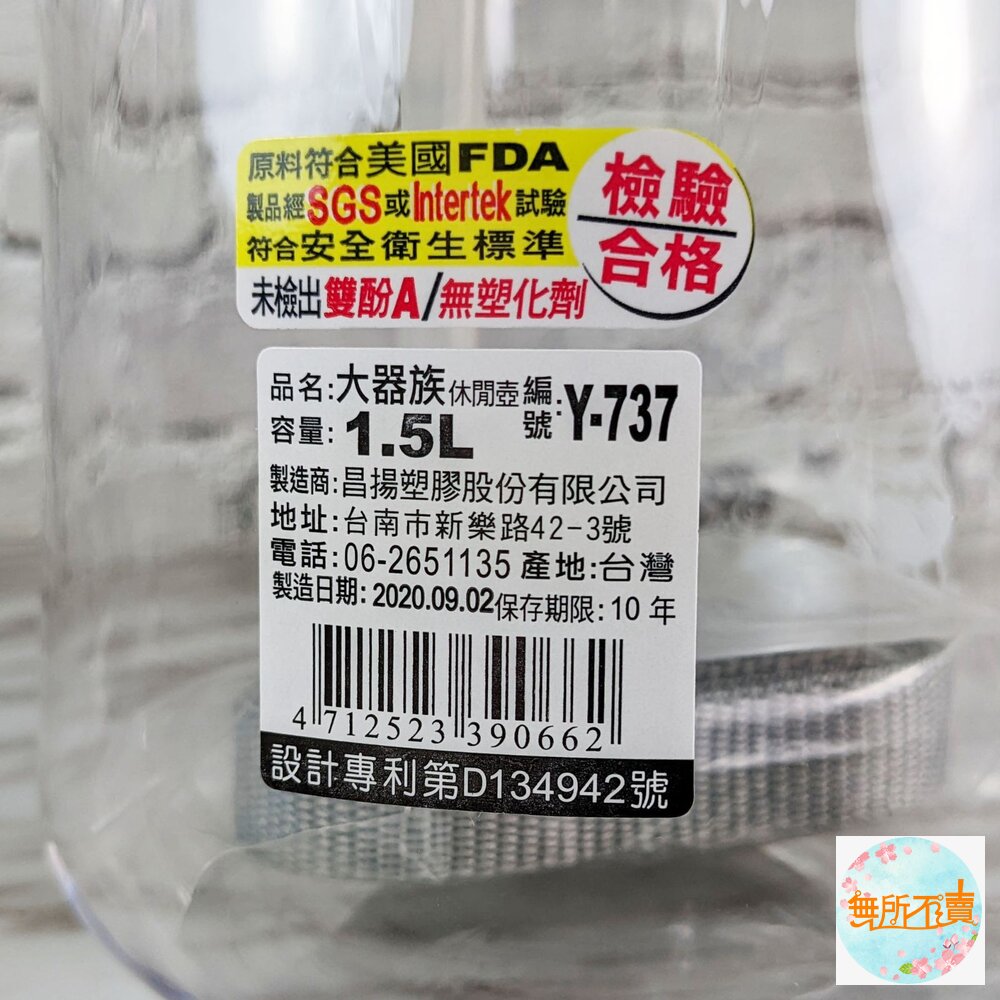 原料符合美國FDA
製品經SGS或Intertek試驗
符合安全衛生標準
未檢出雙酚A/無塑化劑
檢驗
合格
品名:大器族休閒壺 編號:Y-737
容量:1.5L
製造商:昌揚塑膠股份有限公司
地址:台南市新樂路42-3號
電話:06-2651135 產地:台灣
製造日期:2020.09.02 保存期限:10年
4 712523 390662
設計專利第D134942號
無所不賣